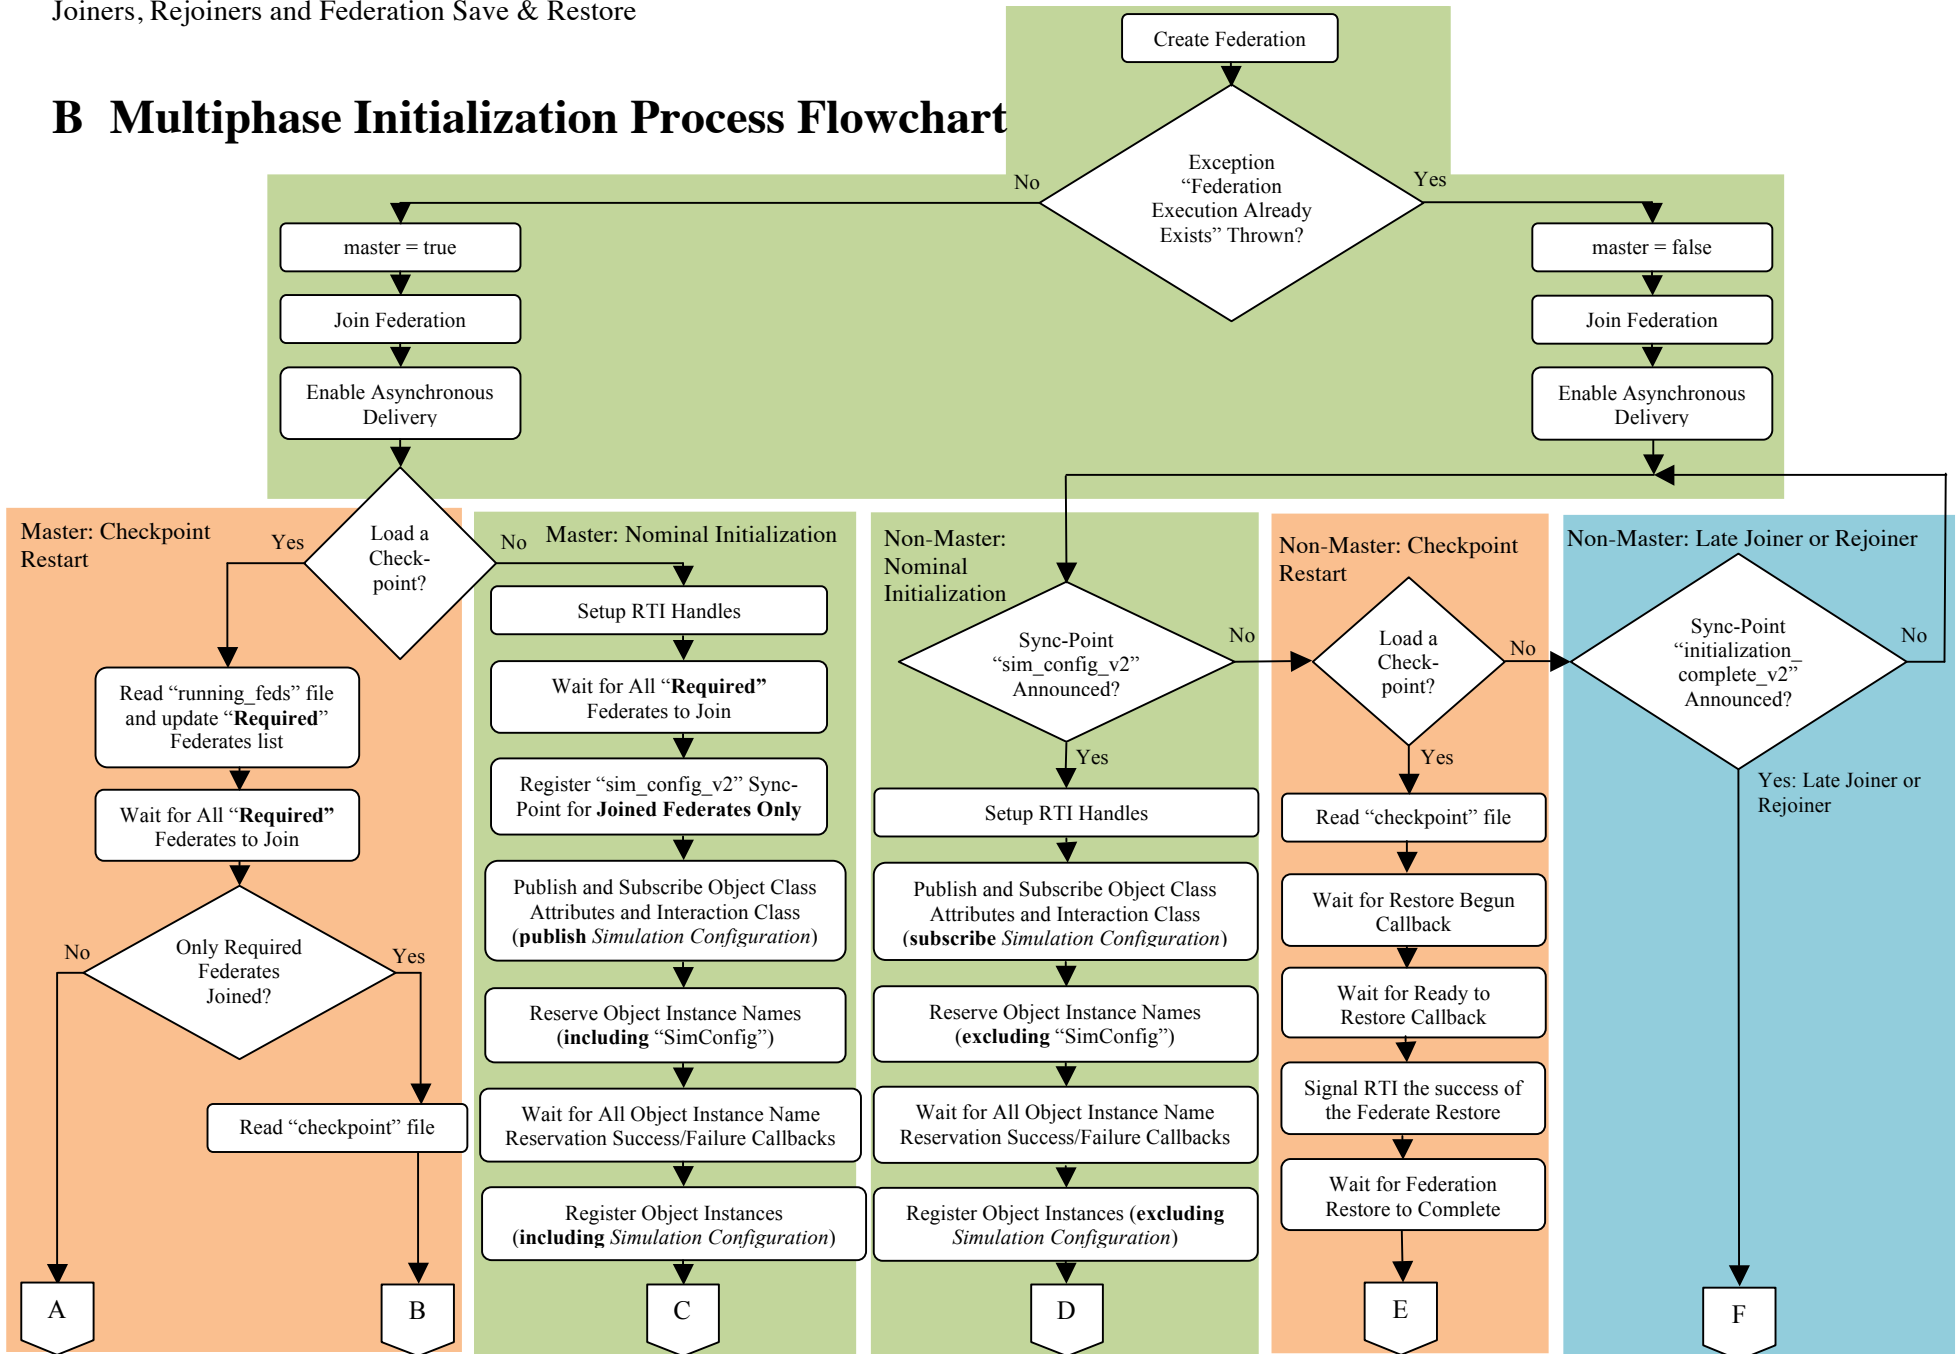 Joiners, Rejoiners and Federation Save & Restore
B Multiphase Initialization Process Flowchart
Create Federation
Exception
“Federation
Execution Already
Exists” Thrown?
No
Yes
master = true
Join Federation
Enable Asynchronous
Delivery
master = false
Join Federation
Enable Asynchronous
Delivery
Master: Checkpoint
Restart
Load a
Check-
point?
Yes
No
Read “running_feds” file
and update “Required”
Federates list
Wait for All “Required”
Federates to Join
Only Required
Federates
Joined?
No
Yes
Read “checkpoint” file
A
B
Master: Nominal Initialization
Setup RTI Handles
Wait for All “Required”
Federates to Join
Register “sim_config_v2” Sync-
Point for Joined Federates Only
Publish and Subscribe Object Class
Attributes and Interaction Class
(publish Simulation Configuration)
Reserve Object Instance Names
(including “SimConfig”)
Wait for All Object Instance Name
Reservation Success/Failure Callbacks
Register Object Instances
(including Simulation Configuration)
C
Non-Master:
Nominal
Initialization
Sync-Point
“sim_config_v2”
Announced?
No
Yes
Setup RTI Handles
Publish and Subscribe Object Class
Attributes and Interaction Class
(subscribe Simulation Configuration)
Reserve Object Instance Names
(excluding “SimConfig”)
Wait for All Object Instance Name
Reservation Success/Failure Callbacks
Register Object Instances (excluding
Simulation Configuration)
D
Non-Master: Checkpoint
Restart
Load a
Check-
point?
No
Yes
Read “checkpoint” file
Wait for Restore Begun
Callback
Wait for Ready to
Restore Callback
Signal RTI the success of
the Federate Restore
Wait for Federation
Restore to Complete
E
Non-Master: Late Joiner or Rejoiner
Sync-Point
“initialization_
complete_v2”
Announced?
No
Yes: Late Joiner or
Rejoiner
F